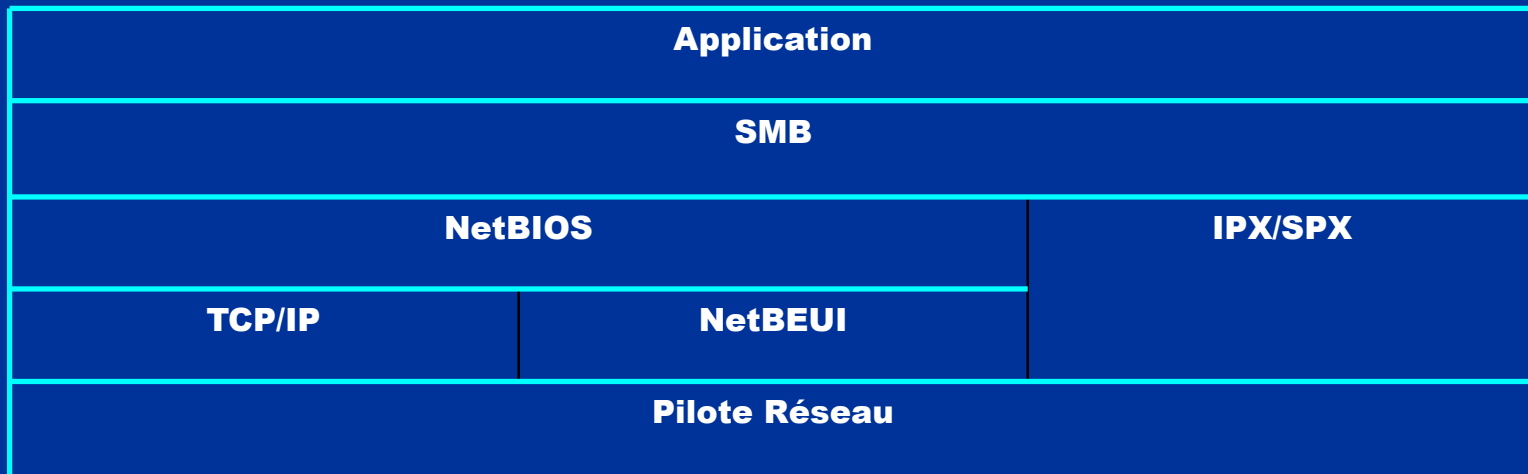 Application
SMB
NetBIOS
IPX/SPX
TCP/IP
NetBEUI
Pilote Réseau